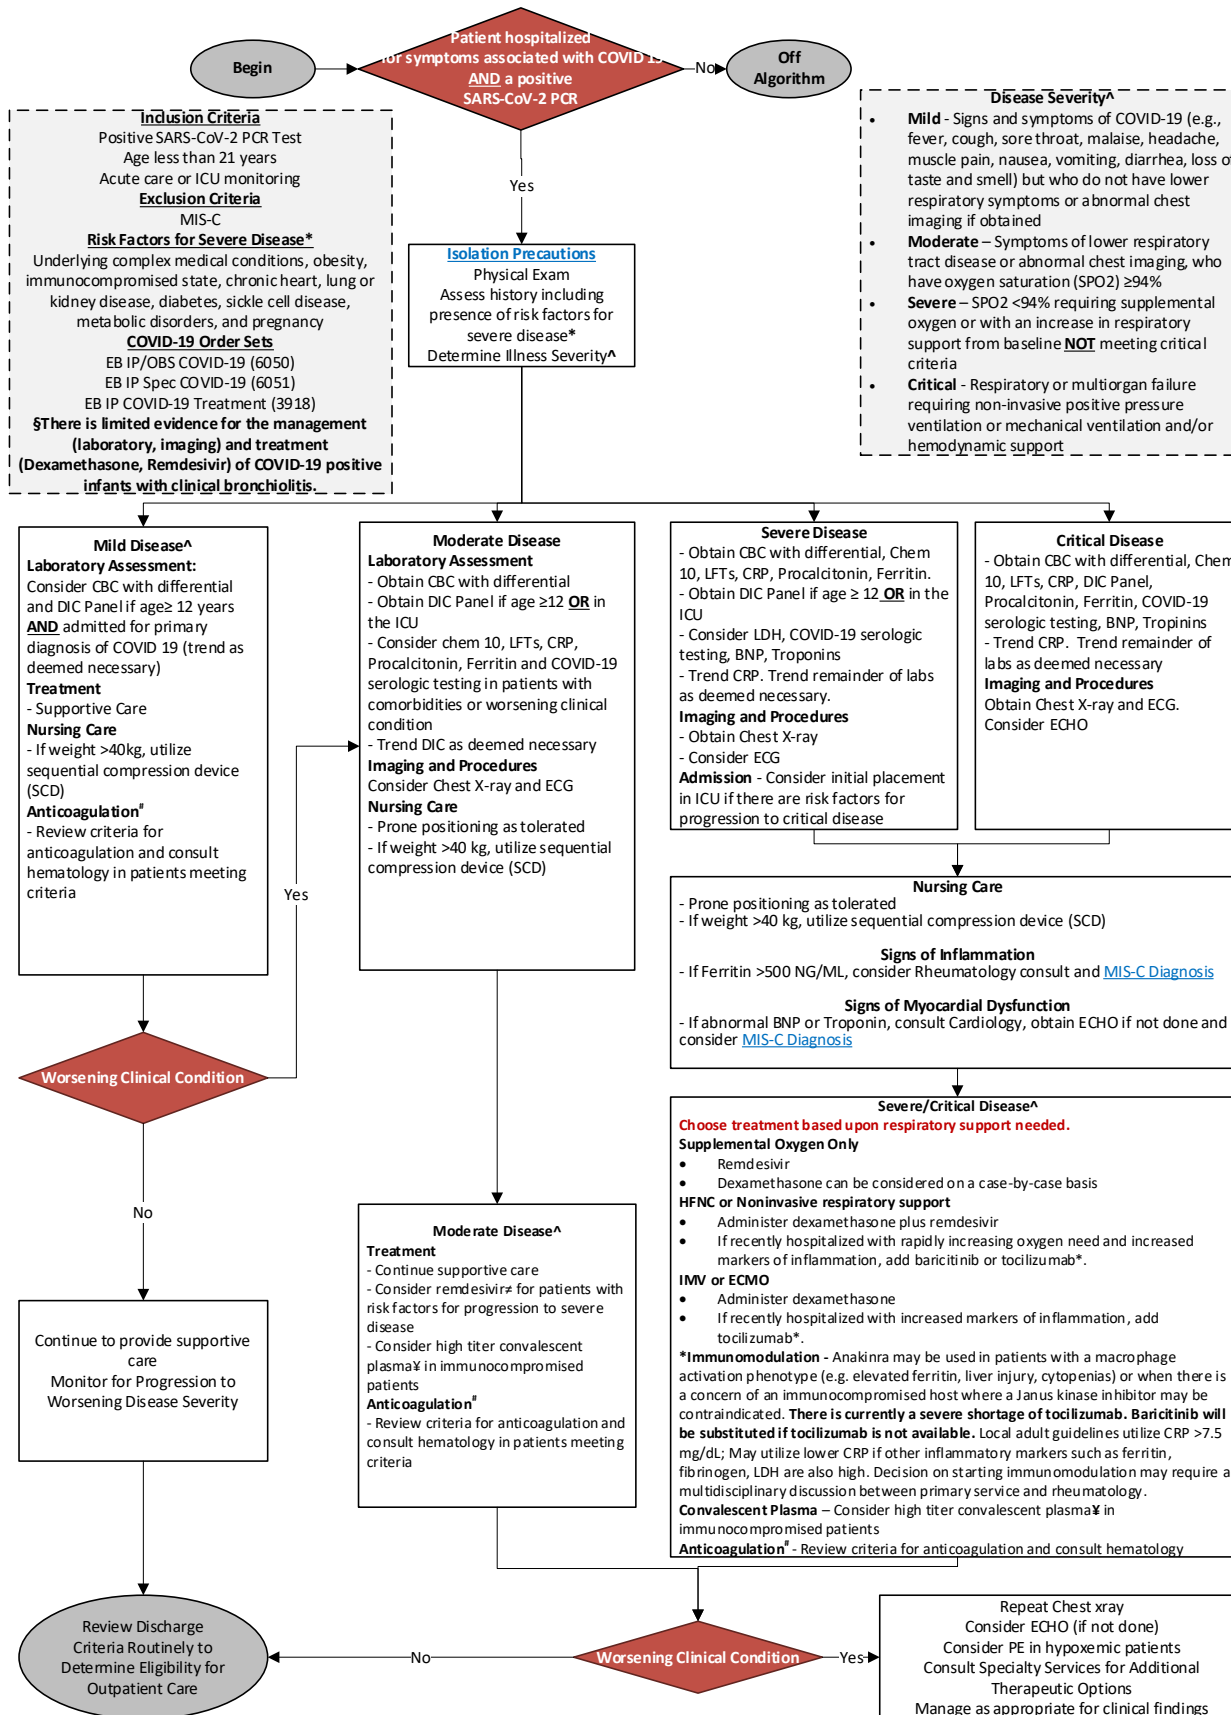 Begin
Patient hospitalized
for symptoms associated with COVID 19
AND a positive
SARS-CoV-2 PCR
No
Off
Algorithm
Inclusion Criteria
Positive SARS-CoV-2 PCR Test
Age less than 21 years
Acute care or ICU monitoring
Exclusion Criteria
MIS-C
Risk Factors for Severe Disease*
Underlying complex medical conditions, obesity,
immunocompromised state, chronic heart, lung or
kidney disease, diabetes, sickle cell disease,
metabolic disorders, and pregnancy
COVID-19 Order Sets
EB IP/OBS COVID-19 (6050)
EB IP Spec COVID-19 (6051)
EB IP COVID-19 Treatment (3918)
§There is limited evidence for the management
(laboratory, imaging) and treatment
(Dexamethasone, Remdesivir) of COVID-19 positive
infants with clinical bronchiolitis.
Yes
Isolation Precautions
Physical Exam
Assess history including
presence of risk factors for
severe disease*
Determine Illness Severity^
Disease Severity^
• Mild - Signs and symptoms of COVID-19 (e.g.,
fever, cough, sore throat, malaise, headache,
muscle pain, nausea, vomiting, diarrhea, loss of
taste and smell) but who do not have lower
respiratory symptoms or abnormal chest
imaging if obtained
• Moderate – Symptoms of lower respiratory
tract disease or abnormal chest imaging, who
have oxygen saturation (SPO2) ≥94%
• Severe – SPO2 <94% requiring supplemental
oxygen or with an increase in respiratory
support from baseline NOT meeting critical
criteria
• Critical - Respiratory or multiorgan failure
requiring non-invasive positive pressure
ventilation or mechanical ventilation and/or
hemodynamic support
Mild Disease^
Laboratory Assessment:
Consider CBC with differential
and DIC Panel if age≥ 12 years
AND admitted for primary
diagnosis of COVID 19 (trend as
deemed necessary)
Treatment
- Supportive Care
Nursing Care
- If weight >40kg, utilize
sequential compression device
(SCD)
Anticoagulation#
- Review criteria for
anticoagulation and consult
hematology in patients meeting
criteria
Yes
Moderate Disease
Laboratory Assessment
- Obtain CBC with differential
- Obtain DIC Panel if age ≥12 OR in
the ICU
- Consider chem 10, LFTs, CRP,
Procalcitonin, Ferritin and COVID-19
serologic testing in patients with
comorbidities or worsening clinical
condition
- Trend DIC as deemed necessary
Imaging and Procedures
Consider Chest X-ray and ECG
Nursing Care
- Prone positioning as tolerated
- If weight >40 kg, utilize sequential
compression device (SCD)
Severe Disease
- Obtain CBC with differential, Chem
10, LFTs, CRP, Procalcitonin, Ferritin.
- Obtain DIC Panel if age ≥ 12 OR in the
ICU
- Consider LDH, COVID-19 serologic
testing, BNP, Troponins
- Trend CRP. Trend remainder of labs
as deemed necessary.
Imaging and Procedures
- Obtain Chest X-ray
- Consider ECG
Admission - Consider initial placement
in ICU if there are risk factors for
progression to critical disease
Critical Disease
- Obtain CBC with differential, Chem
10, LFTs, CRP, DIC Panel,
Procalcitonin, Ferritin, COVID-19
serologic testing, BNP, Tropinins
- Trend CRP. Trend remainder of
labs as deemed necessary
Imaging and Procedures
Obtain Chest X-ray and ECG.
Consider ECHO
Nursing Care
- Prone positioning as tolerated
- If weight >40 kg, utilize sequential compression device (SCD)
Signs of Inflammation
- If Ferritin >500 NG/ML, consider Rheumatology consult and MIS-C Diagnosis
Signs of Myocardial Dysfunction
- If abnormal BNP or Troponin, consult Cardiology, obtain ECHO if not done and
consider MIS-C Diagnosis
Worsening Clinical Condition
No
Continue to provide supportive
care
Monitor for Progression to
Worsening Disease Severity
Moderate Disease^
Treatment
- Continue supportive care
- Consider remdesivir≠ for patients with
risk factors for progression to severe
disease
- Consider high titer convalescent
plasma¥ in immunocompromised
patients
Anticoagulation#
- Review criteria for anticoagulation and
consult hematology in patients meeting
criteria
Severe/Critical Disease^
Choose treatment based upon respiratory support needed.
Supplemental Oxygen Only
• Remdesivir
• Dexamethasone can be considered on a case-by-case basis
HFNC or Noninvasive respiratory support
• Administer dexamethasone plus remdesivir
• If recently hospitalized with rapidly increasing oxygen need and increased
markers of inflammation, add baricitinib or tocilizumab*.
IMV or ECMO
• Administer dexamethasone
• If recently hospitalized with increased markers of inflammation, add
tocilizumab*.
*Immunomodulation - Anakinra may be used in patients with a macrophage
activation phenotype (e.g. elevated ferritin, liver injury, cytopenias) or when there is
a concern of an immunocompromised host where a Janus kinase inhibitor may be
contraindicated. There is currently a severe shortage of tocilizumab. Baricitinib will
be substituted if tocilizumab is not available. Local adult guidelines utilize CRP >7.5
mg/dL; May utilize lower CRP if other inflammatory markers such as ferritin,
fibrinogen, LDH are also high. Decision on starting immunomodulation may require a
multidisciplinary discussion between primary service and rheumatology.
Convalescent Plasma – Consider high titer convalescent plasma¥ in
immunocompromised patients
Anticoagulation# - Review criteria for anticoagulation and consult hematology
Review Discharge
Criteria Routinely to
Determine Eligibility for
Outpatient Care
No
Worsening Clinical Condition
Yes
Repeat Chest xray
Consider ECHO (if not done)
Consider PE in hypoxemic patients
Consult Specialty Services for Additional
Therapeutic Options
Manage as appropriate for clinical findings